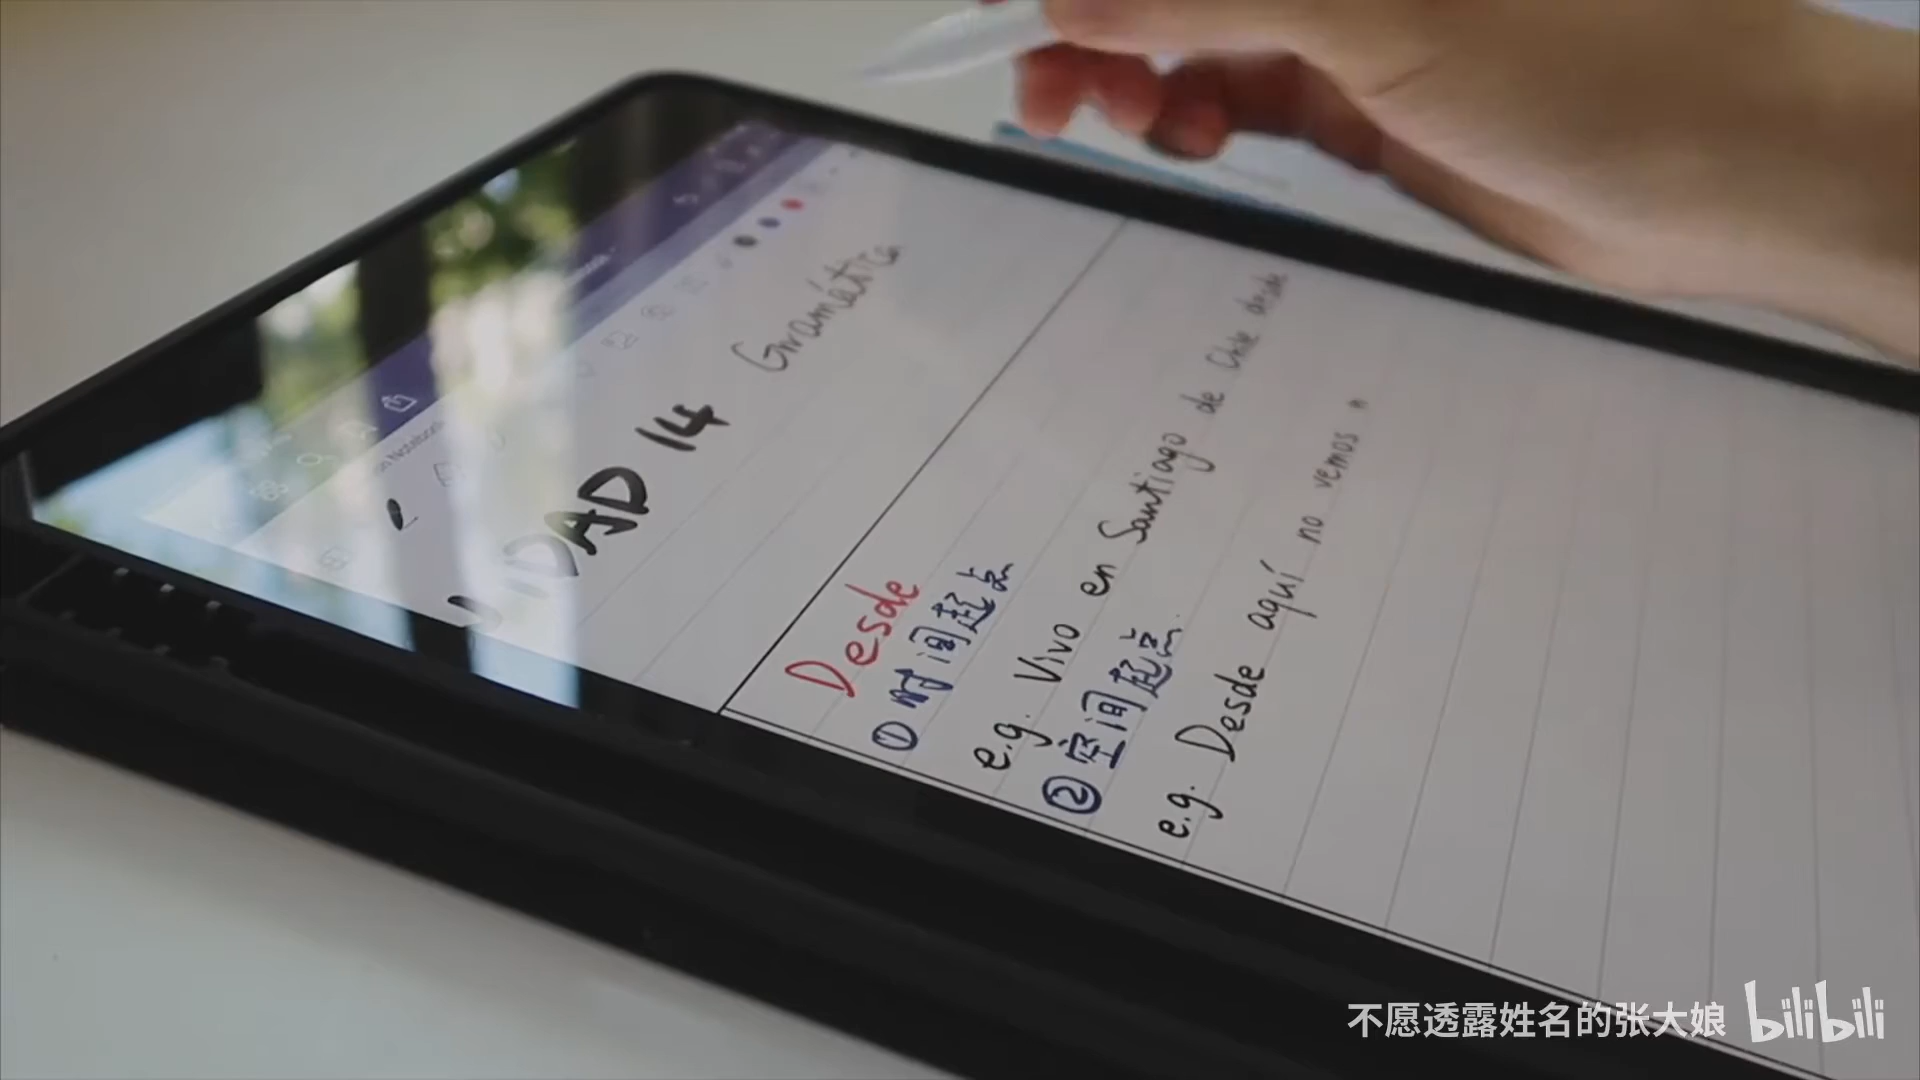 IDAD 14
Gramática
Desde
①时间起点
e.g. Vivo en Santiago de Chile desde
②空间起点.
e.g. Desde aquí no vemos "
不愿透露姓名的张大娘 bilibili